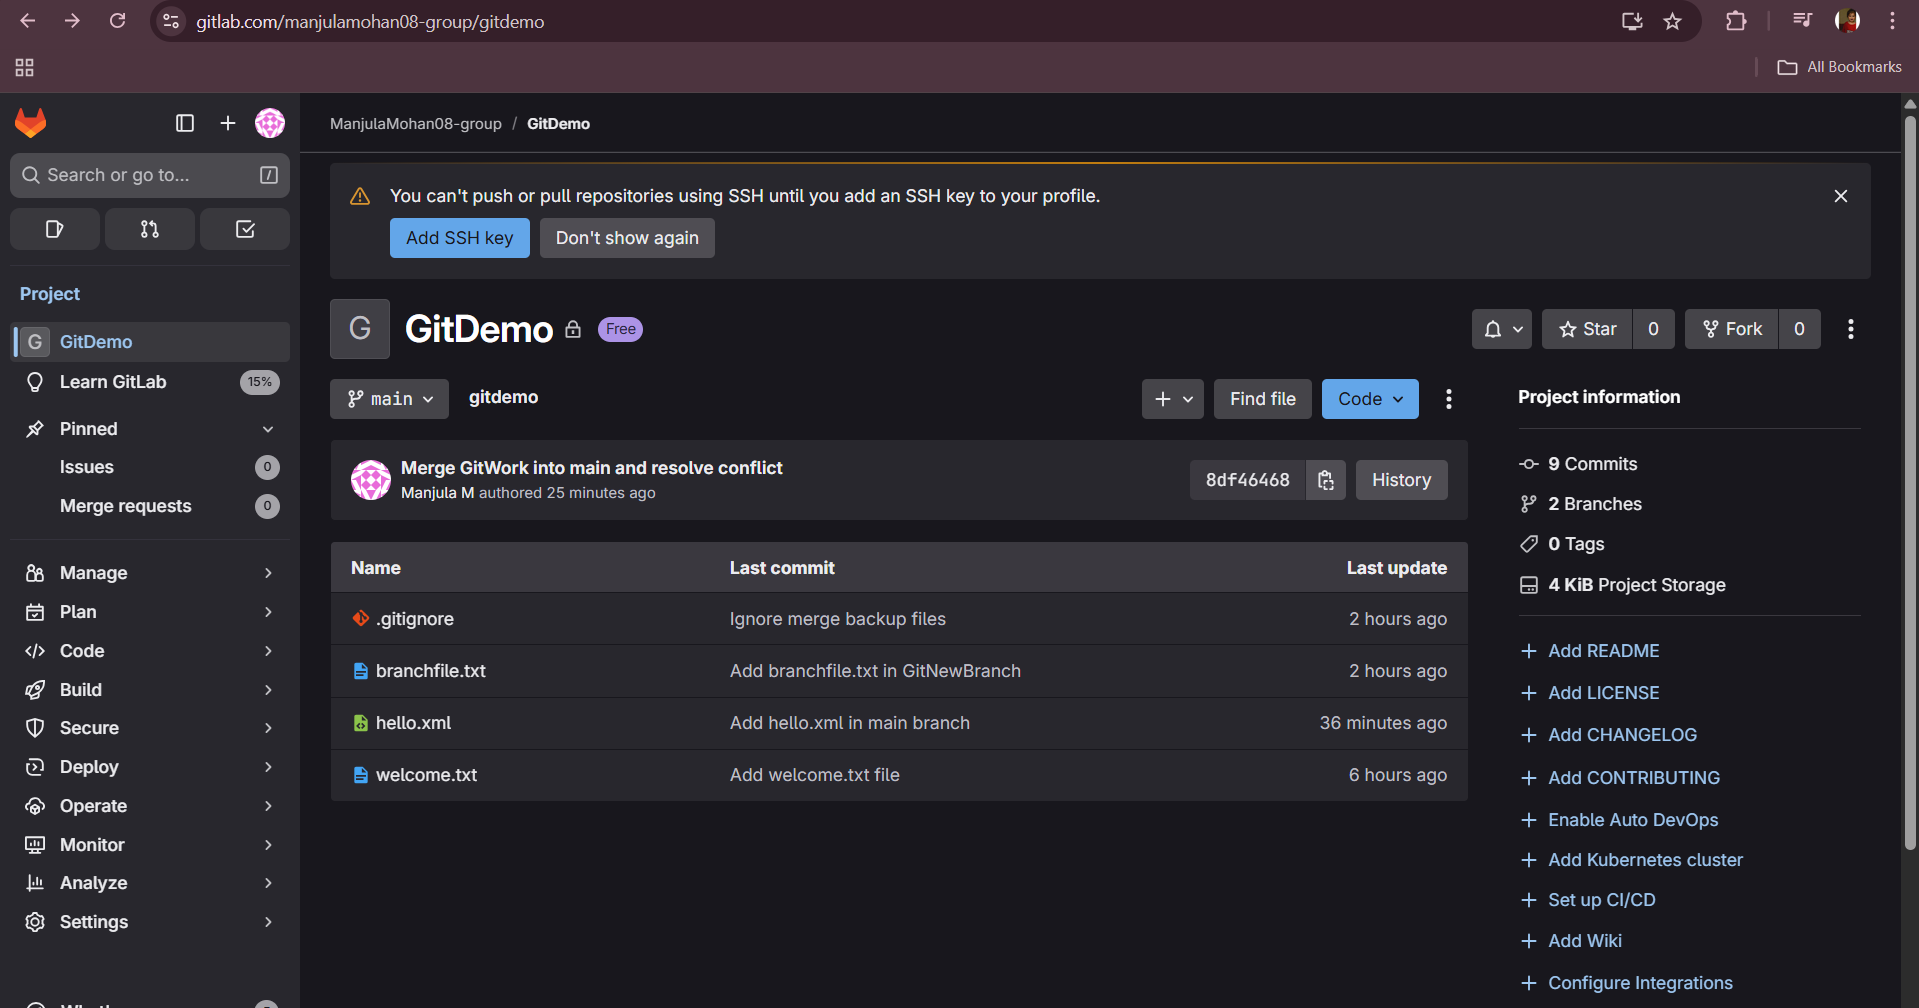 gitlab.com/manjulamohan08-group/gitdemo
All Bookmarks
ManjulaMohan08-group / GitDemo
Search or go to...
/
You can't push or pull repositories using SSH until you add an SSH key to your profile.
Add SSH key
Don't show again
Project
G GitDemo
Learn GitLab 15%
Pinned
Issues 0
Merge requests 0
Manage
Plan
Code
Build
Secure
Deploy
Operate
Monitor
Analyze
Settings
G GitDemo Free
Star 0
Fork 0
main
gitdemo
Find file
Code
Merge GitWork into main and resolve conflict
Manjula M authored 25 minutes ago
8df46468
History
Name Last commit Last update
.gitignore Ignore merge backup files 2 hours ago
branchfile.txt Add branchfile.txt in GitNewBranch 2 hours ago
hello.xml Add hello.xml in main branch 36 minutes ago
welcome.txt Add welcome.txt file 6 hours ago
Project information
9 Commits
2 Branches
0 Tags
4 KiB Project Storage
Add README
Add LICENSE
Add CHANGELOG
Add CONTRIBUTING
Enable Auto DevOps
Add Kubernetes cluster
Set up CI/CD
Add Wiki
Configure Integrations